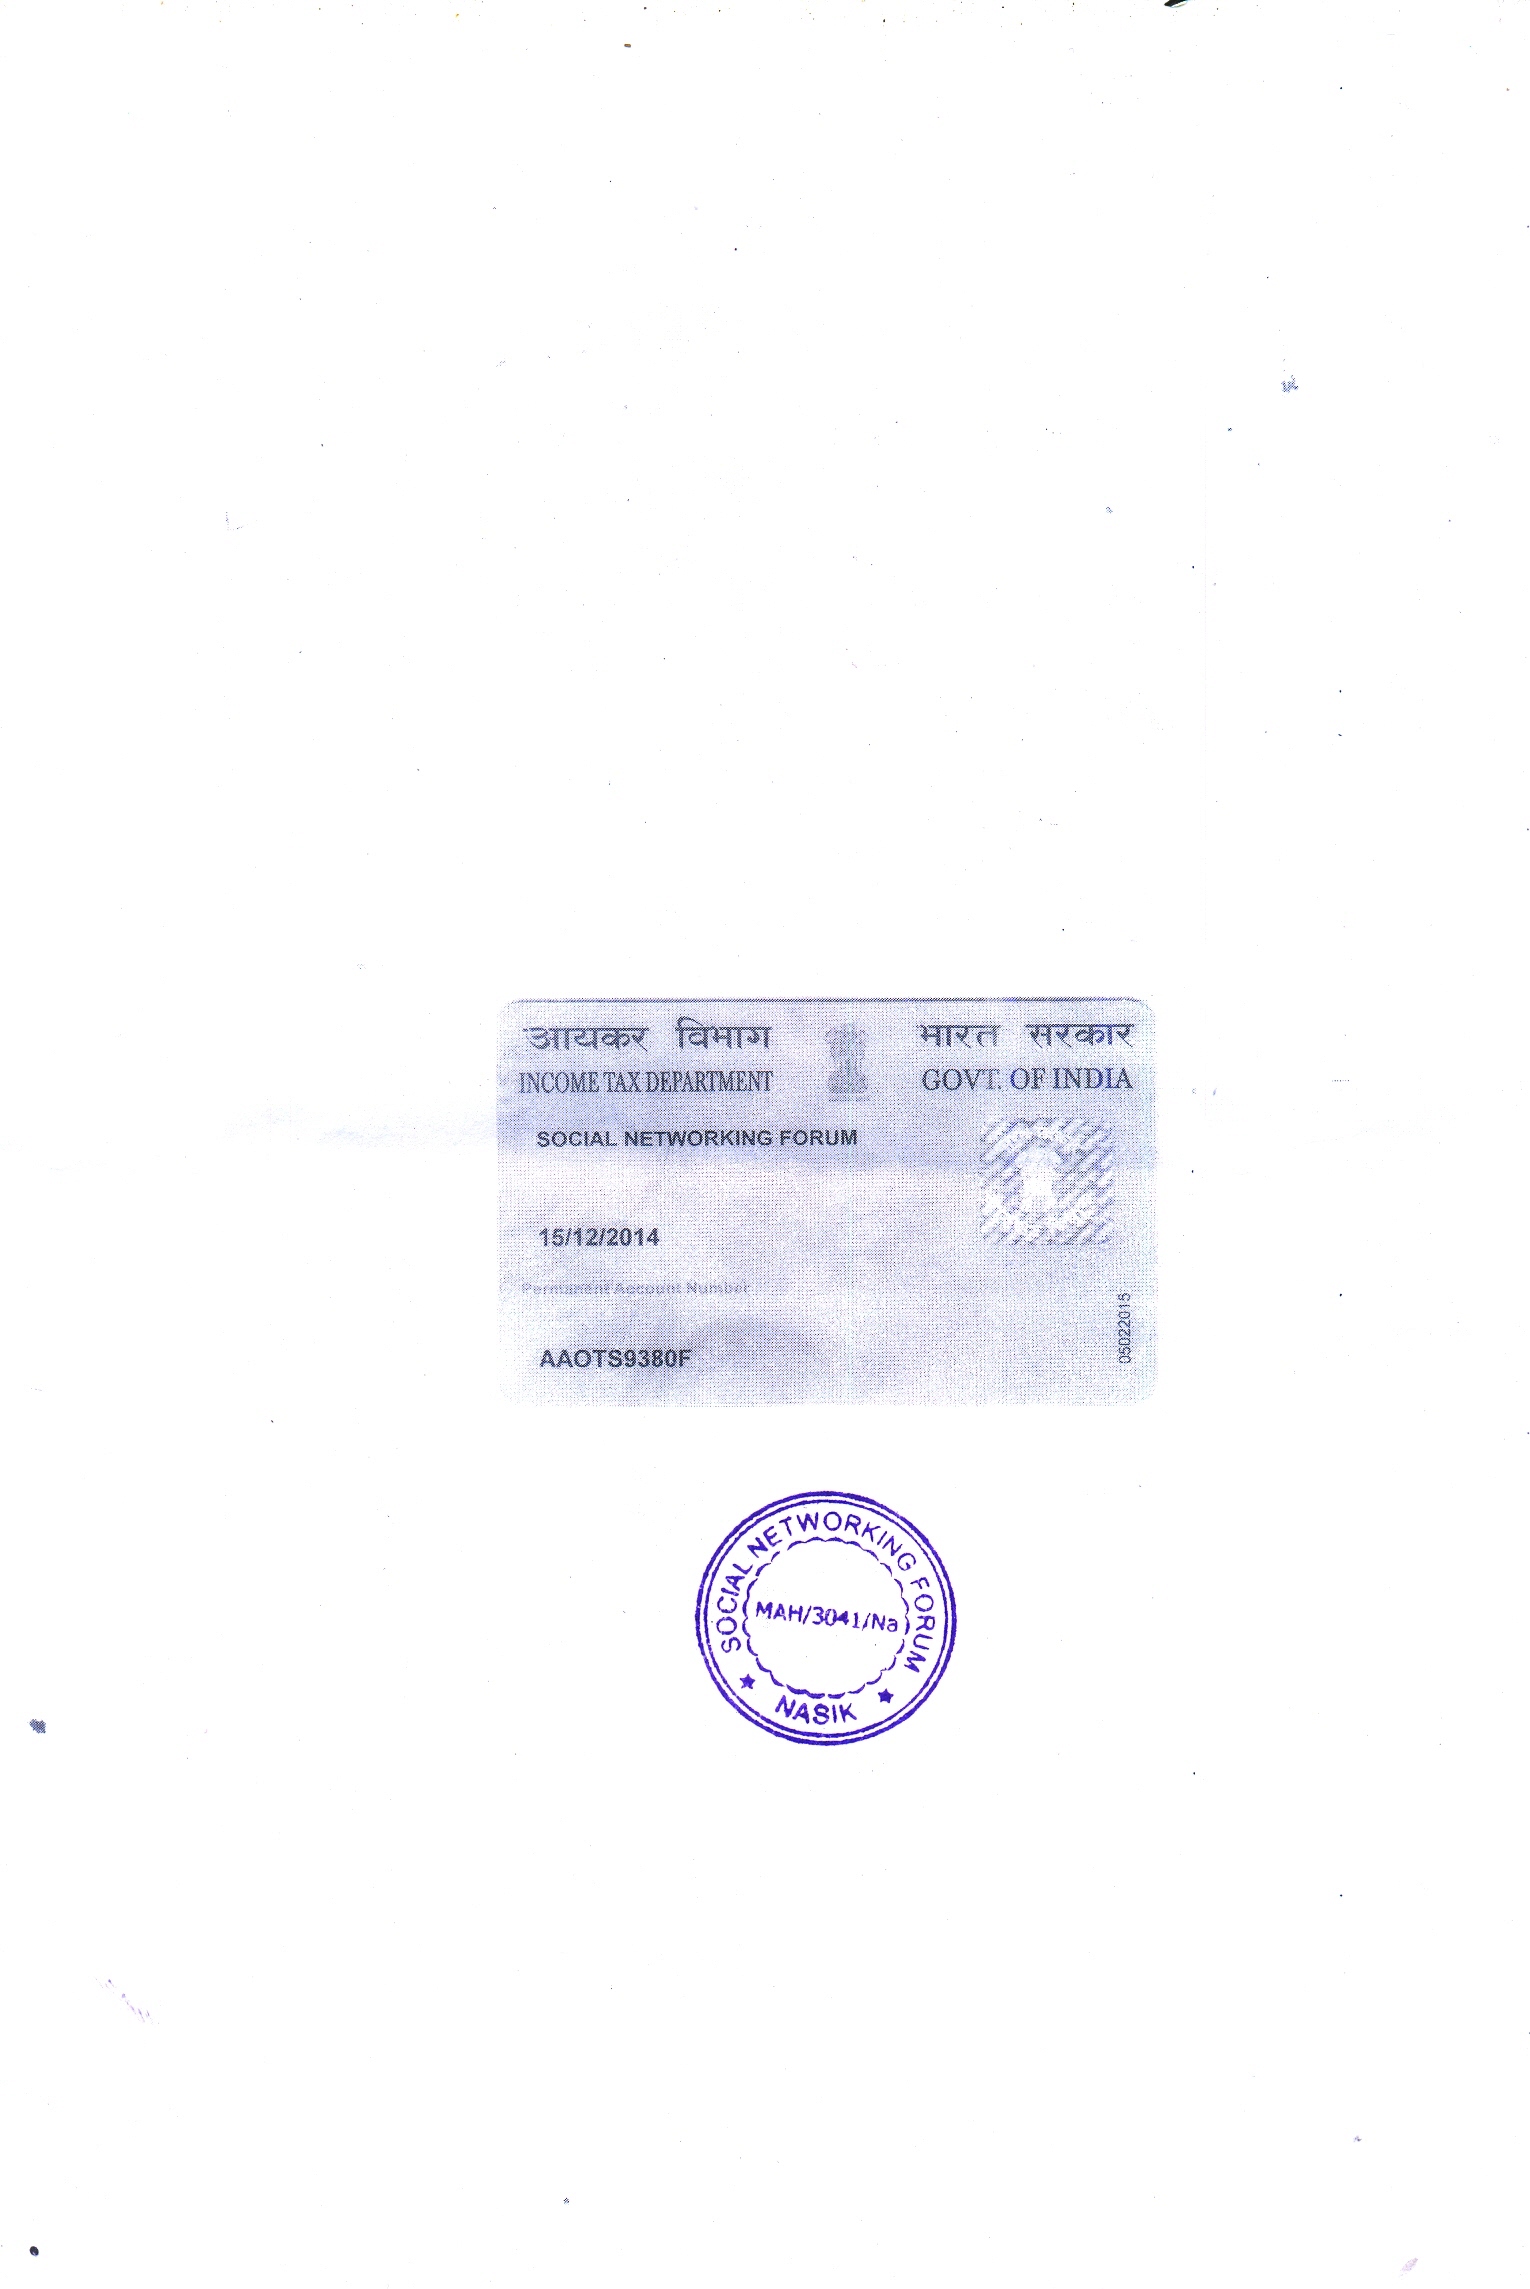 आयकर विभाग
INCOME TAX DEPARTMENT
भारत सरकार
GOVT. OF INDIA
SOCIAL NETWORKING FORUM
15/12/2014
Permanent Account Number
AAOTS9380F
05022015
SOCIAL NETWORKING FORUM
MAH/3041/Na
NASIK